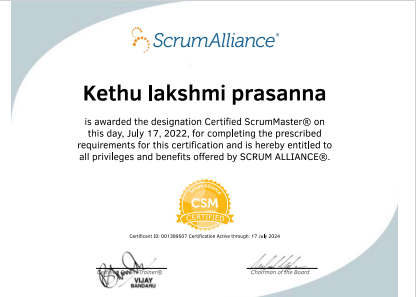 ScrumAlliance®
Kethu lakshmi prasanna
is awarded the designation Certified ScrumMaster® on
this day, July 17, 2022, for completing the prescribed
requirements for this certification and is hereby entitled to
all privileges and benefits offered by SCRUM ALLIANCE®.
CSM
CERTIFIED
Certificant ID: 001388507 Certification Active through: 17 July 2024
Trainer®
Chairman of the Board
VIJAY
BANDARU